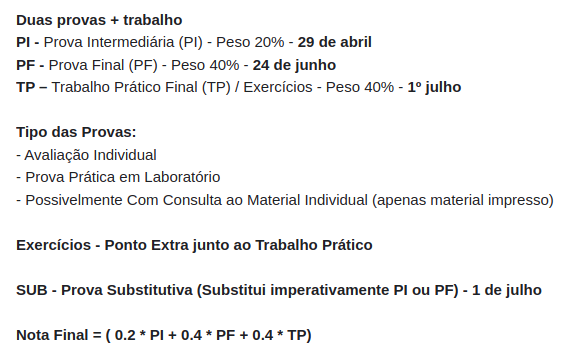 Duas provas + trabalho
PI - Prova Intermediária (PI) - Peso 20% - 29 de abril
PF - Prova Final (PF) - Peso 40% - 24 de junho
TP – Trabalho Prático Final (TP) / Exercícios - Peso 40% - 1º julho
Tipo das Provas:
- Avaliação Individual
- Prova Prática em Laboratório
- Possivelmente Com Consulta ao Material Individual (apenas material impresso)
Exercícios - Ponto Extra junto ao Trabalho Prático
SUB - Prova Substitutiva (Substitui imperativamente PI ou PF) - 1 de julho
Nota Final = ( 0.2 * PI + 0.4 * PF + 0.4 * TP)